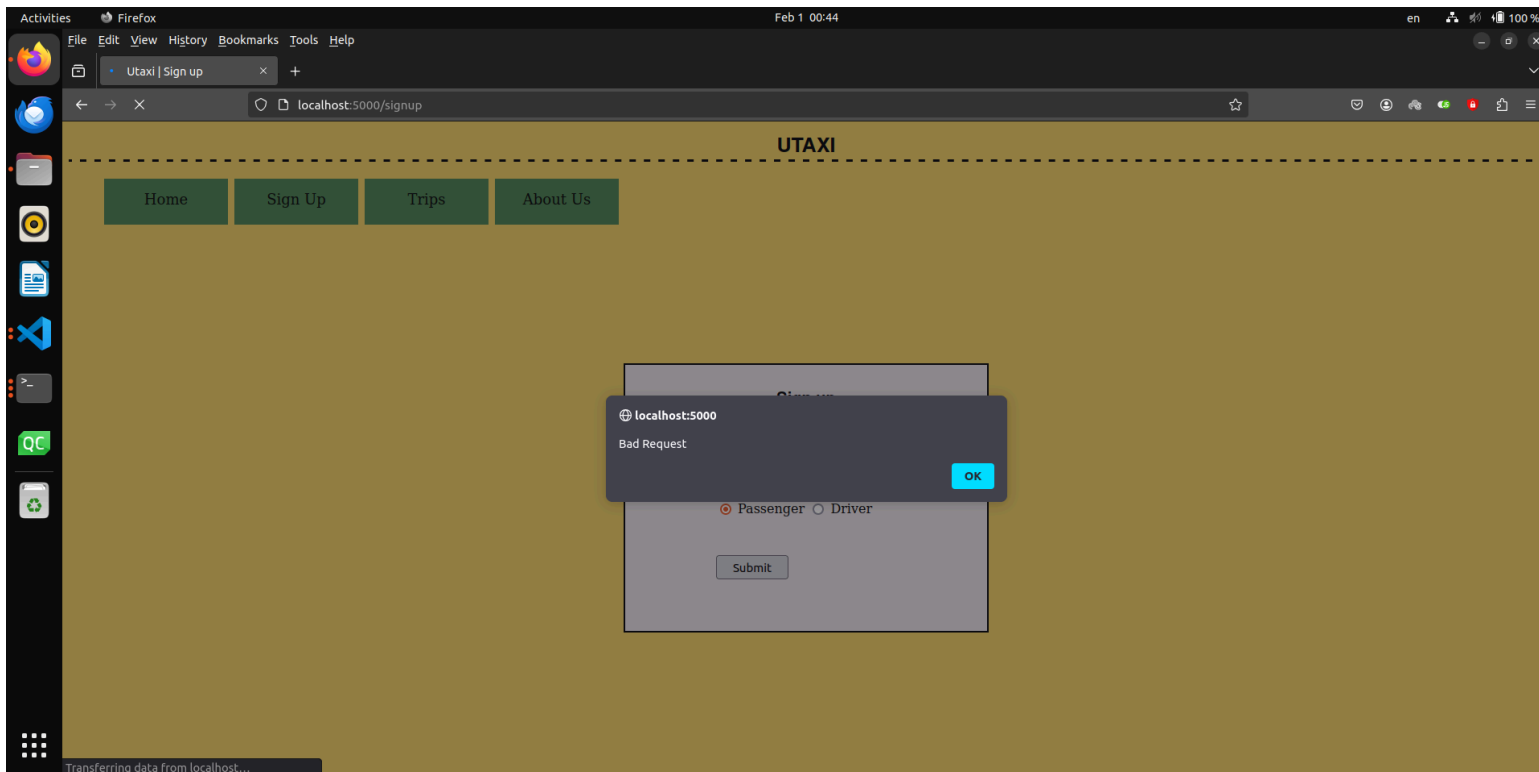 Activities Firefox Feb 1 00:44 en 100 %
File Edit View History Bookmarks Tools Help
Utaxi | Sign up
localhost:5000/signup
UTAXI
Home Sign Up Trips About Us
Sign up
localhost:5000
Bad Request
OK
Passenger Driver
Submit
QC
Transferring data from localhost...